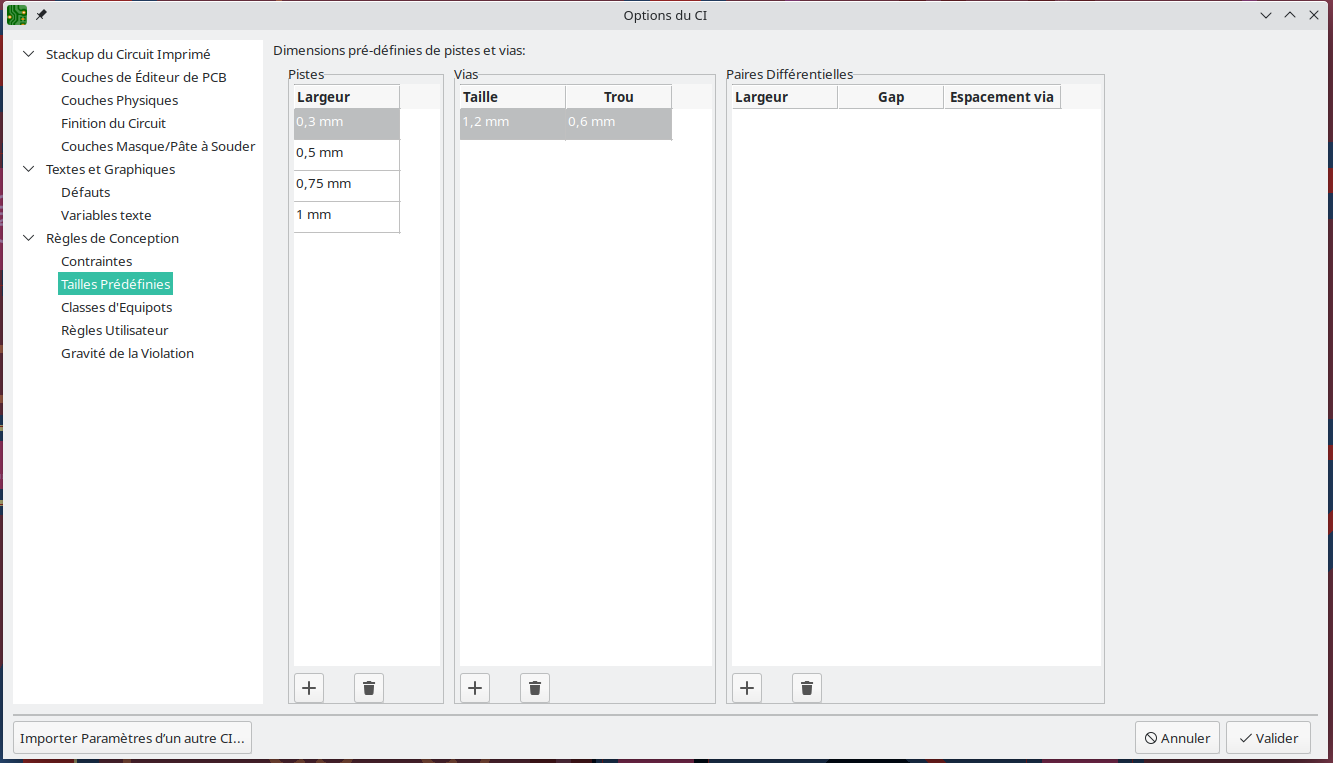 Options du CI
Stackup du Circuit Imprimé
Couches de Éditeur de PCB
Couches Physiques
Finition du Circuit
Couches Masque/Pâte à Souder
Textes et Graphiques
Défauts
Variables texte
Règles de Conception
Contraintes
Tailles Prédéfinies
Classes d'Equipots
Règles Utilisateur
Gravité de la Violation
Dimensions pré-définies de pistes et vias:
Pistes
Largeur
0,3 mm
0,5 mm
0,75 mm
1 mm
Vias
Taille Trou
1,2 mm 0,6 mm
Paires Différentielles
Largeur Gap Espacement via
Importer Paramètres d’un autre CI...
Annuler
Valider